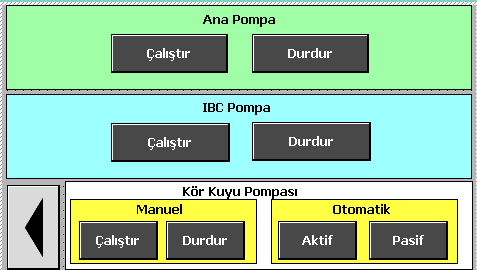 Ana Pompa
Çalıştır Durdur
IBC Pompa
Çalıştır Durdur
Kör Kuyu Pompası
Manuel Otomatik
Çalıştır Durdur Aktif Pasif